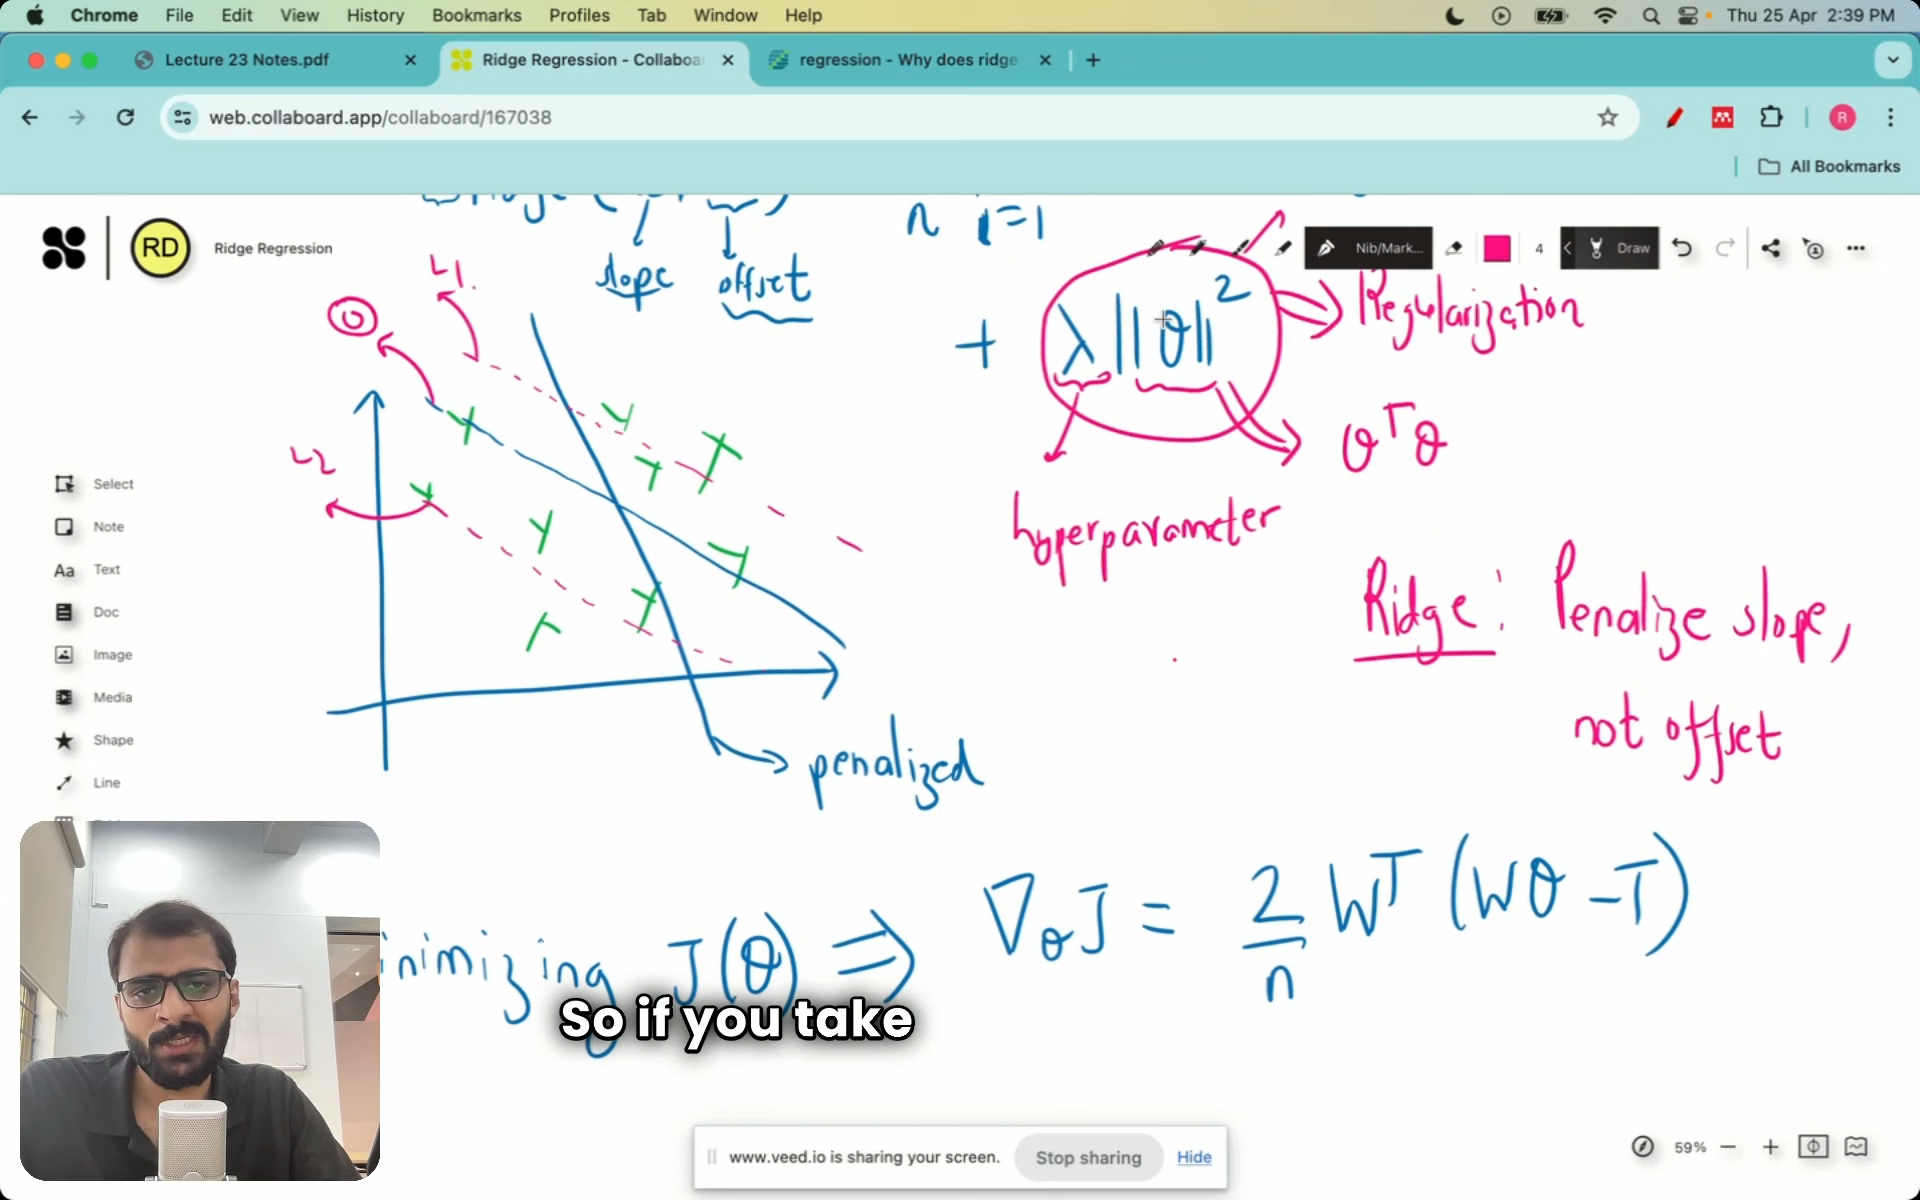 Chrome File Edit View History Bookmarks Profiles Tab Window Help Thu 25 Apr 2:39 PM
Lecture 23 Notes.pdf Ridge Regression - Collaboa regression - Why does ridge
web.collaboard.app/collaboard/167038 R
All Bookmarks
n i=1
RD Ridge Regression
Nib/Mark... 4 Draw
slope offset
L1.
0
+ λ||θ||² Regularization
θᵀθ
L2
hyperparameter
Select
Note
Text
Doc
Image
Media
Shape
Line
Ridge: Penalize slope,
not offset
penalized
inimizing J(θ) ⇒ ∇θJ = 2/n Wᵀ (Wθ - T)
So if you take
www.veed.io is sharing your screen. Stop sharing Hide
59%